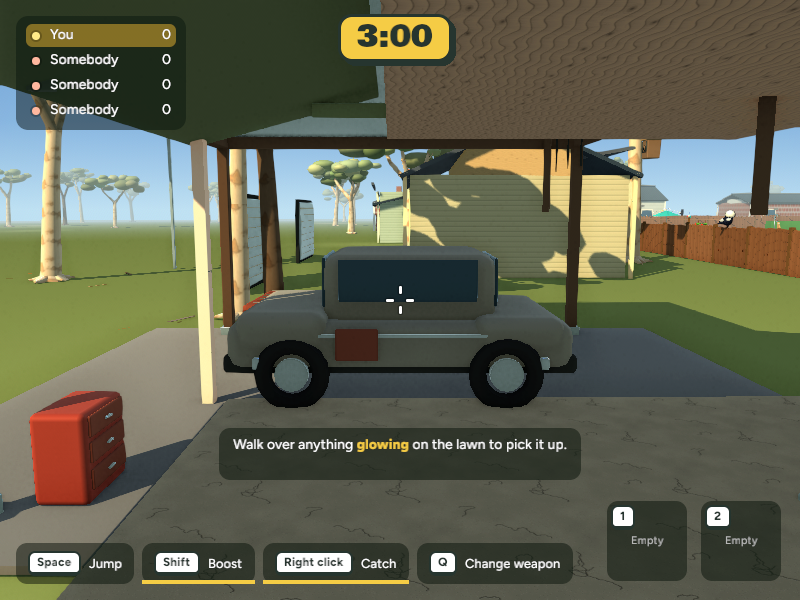 You 0
Somebody 0
Somebody 0
Somebody 0
3:00
Walk over anything glowing on the lawn to pick it up.
1
Empty
2
Empty
Space Jump
Shift Boost
Right click Catch
Q Change weapon